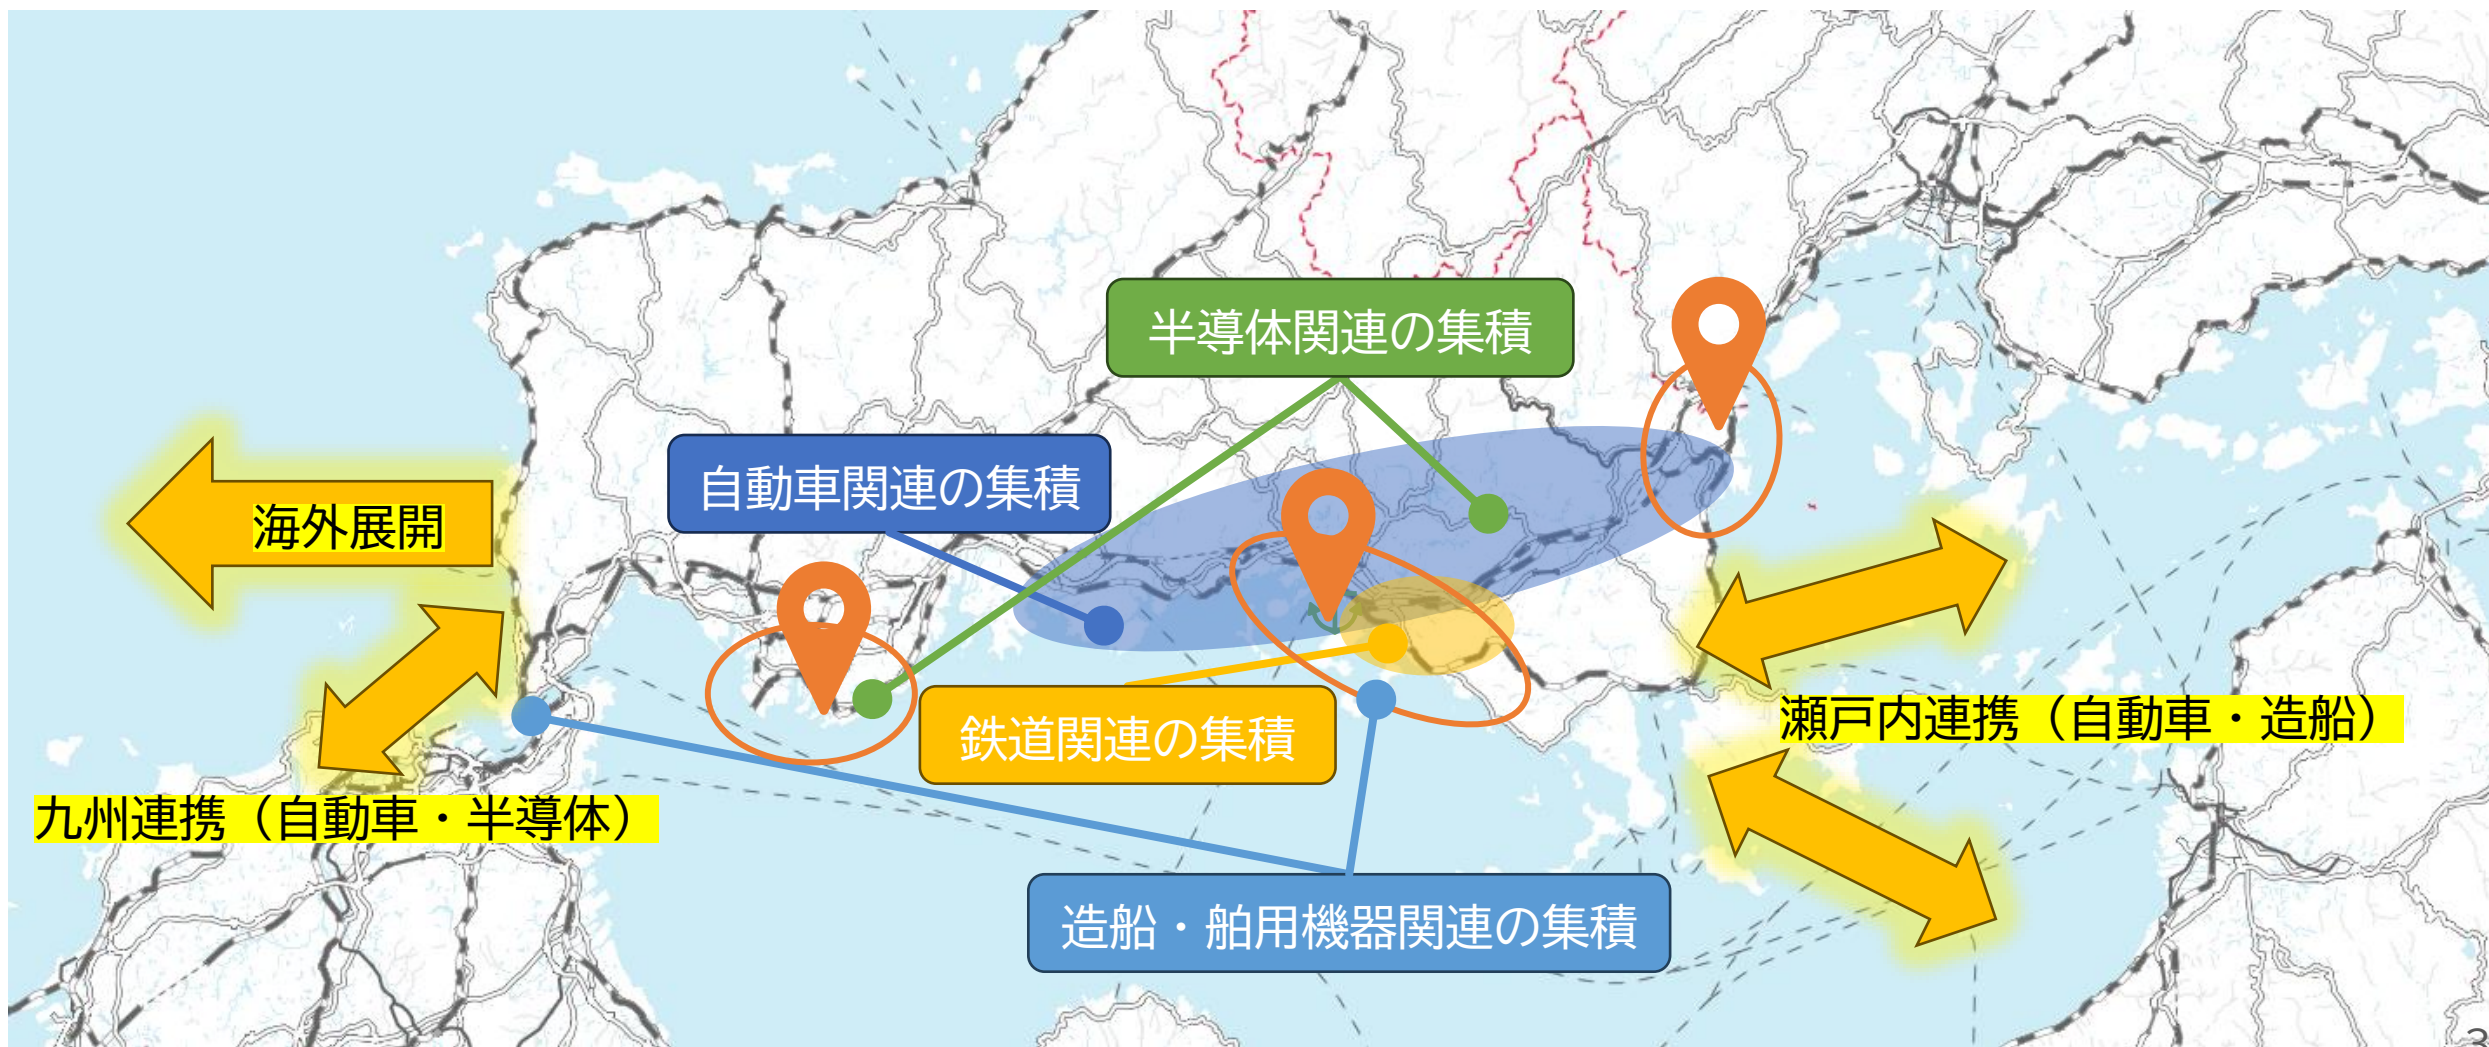 半導体関連の集積
自動車関連の集積
海外展開
鉄道関連の集積
瀬戸内連携（自動車・造船）
九州連携（自動車・半導体）
造船・舶用機器関連の集積